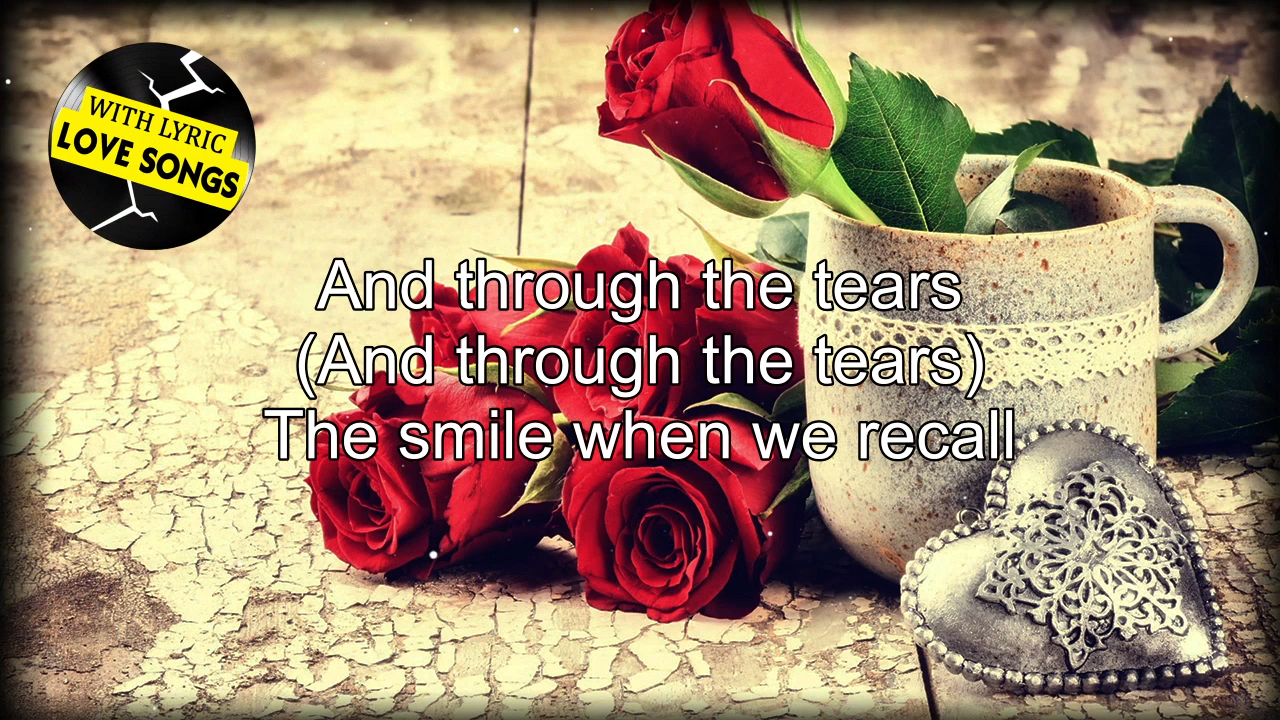 WITH LYRIC
LOVE SONGS
And through the tears
(And through the tears)
The smile when we recall